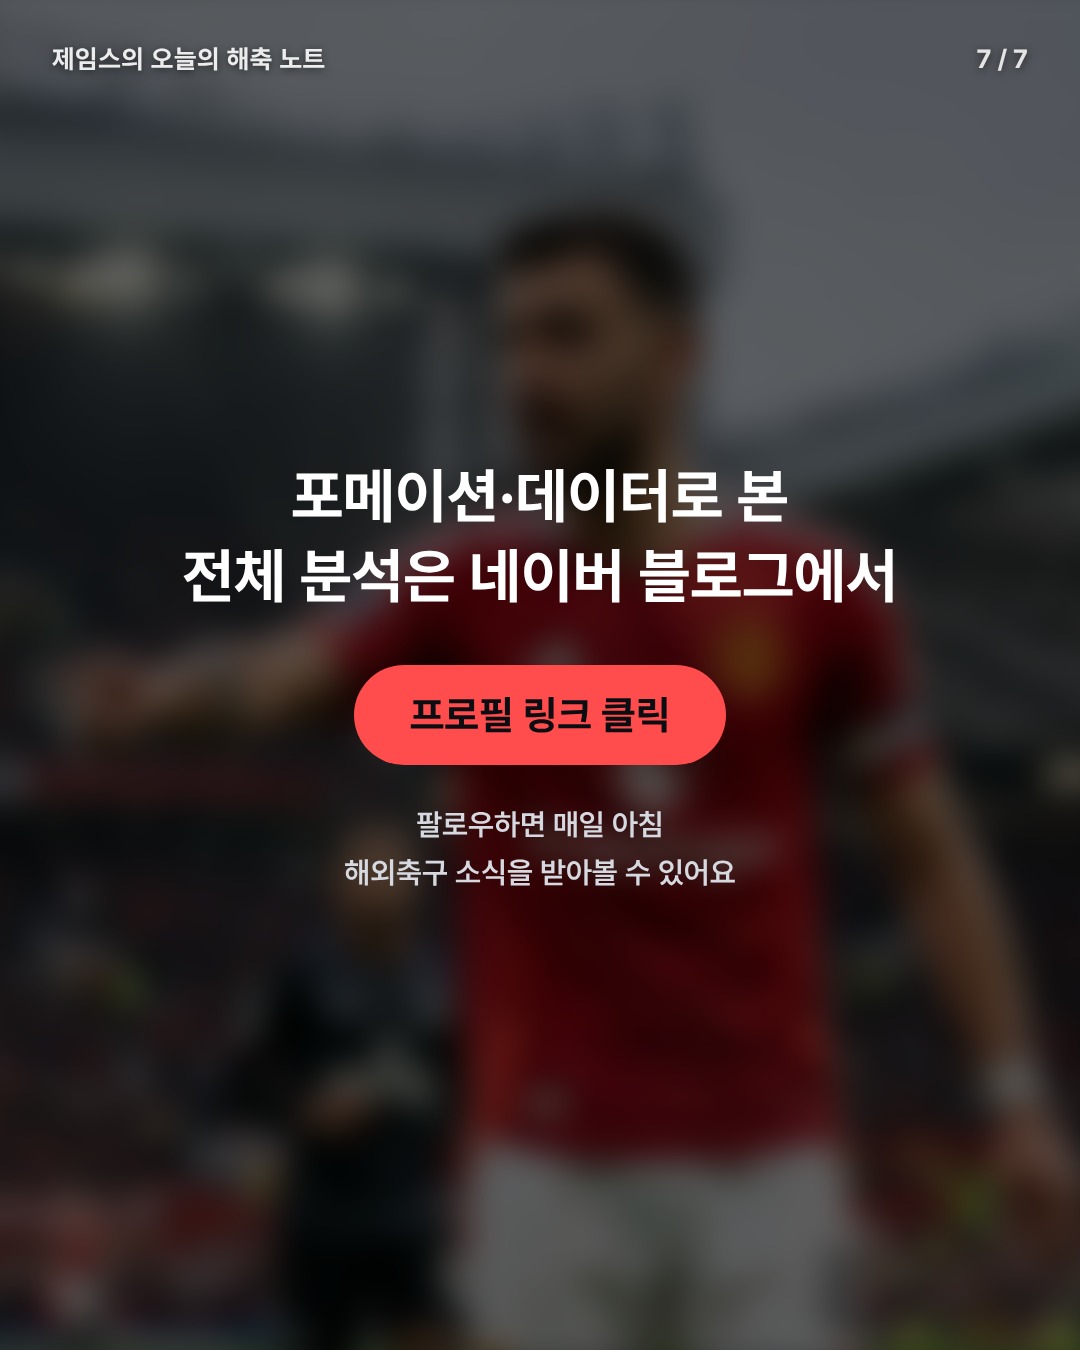 제임스의 오늘의 해축 노트
7 / 7
포메이션·데이터로 본
전체 분석은 네이버 블로그에서
프로필 링크 클릭
팔로우하면 매일 아침
해외축구 소식을 받아볼 수 있어요